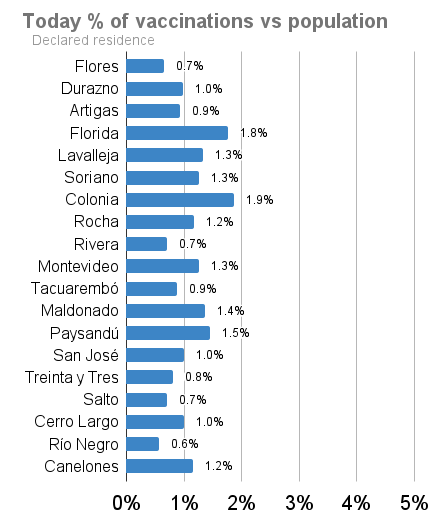 Today % of vaccinations vs population
Declared residence
Flores 0.7%
Durazno 1.0%
Artigas 0.9%
Florida 1.8%
Lavalleja 1.3%
Soriano 1.3%
Colonia 1.9%
Rocha 1.2%
Rivera 0.7%
Montevideo 1.3%
Tacuarembó 0.9%
Maldonado 1.4%
Paysandú 1.5%
San José 1.0%
Treinta y Tres 0.8%
Salto 0.7%
Cerro Largo 1.0%
Río Negro 0.6%
Canelones 1.2%
0% 1% 2% 3% 4% 5%